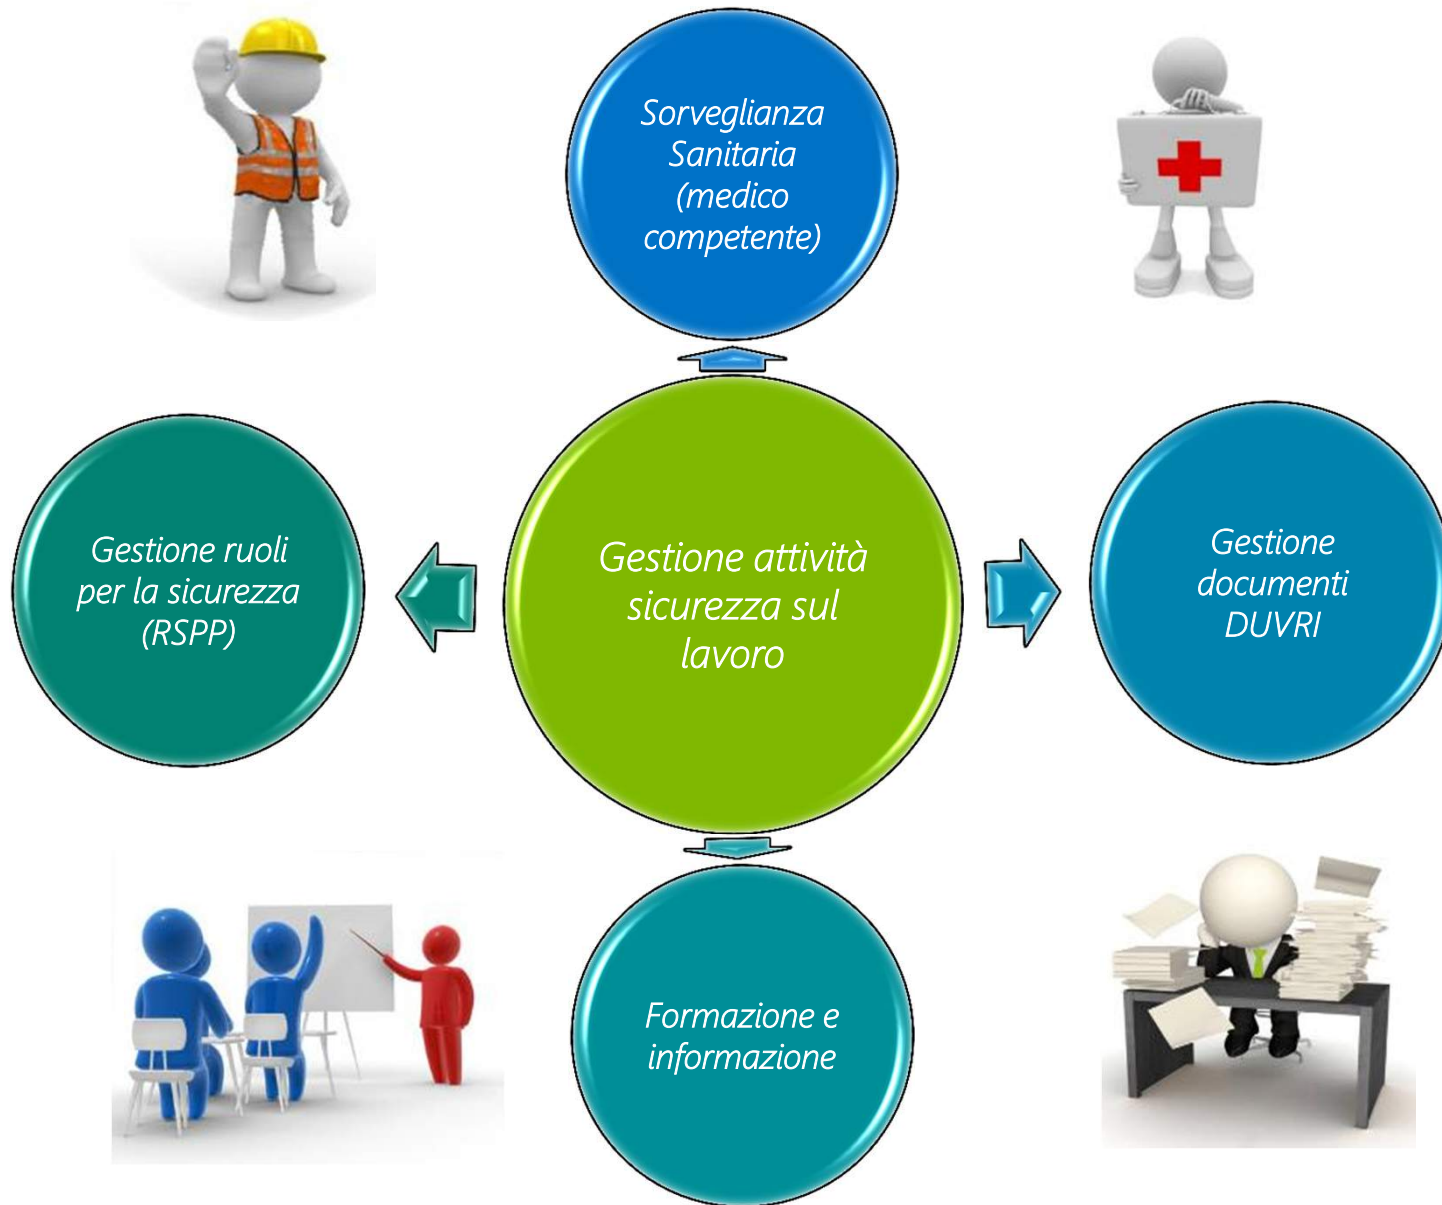 Sorveglianza
Sanitaria
(medico
competente)
Gestione ruoli
per la sicurezza
(RSPP)
Gestione attività
sicurezza sul
lavoro
Gestione
documenti
DUVRI
Formazione e
informazione